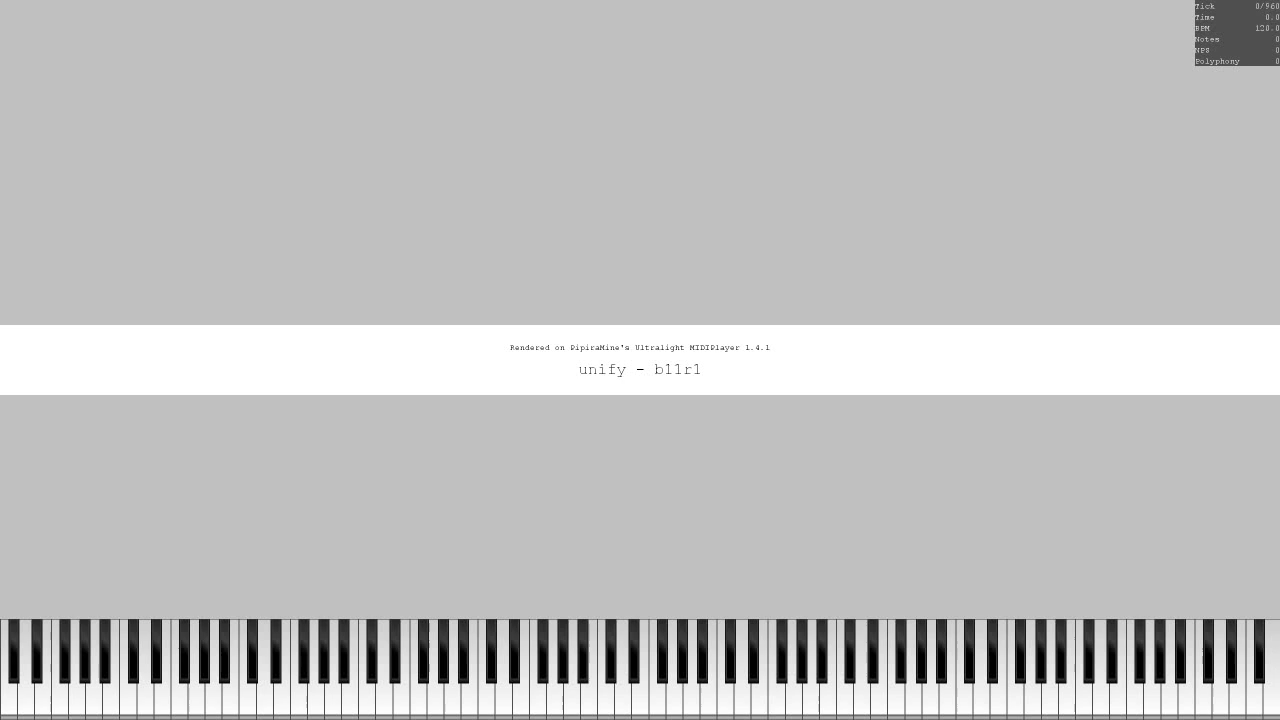 Tick 0/960
Time 0.0
BPM 120.0
Notes 0
NPS 0
Polyphony 0
Rendered on PipiraMine's Ultralight MIDIPlayer 1.4.1
unify - b11r1